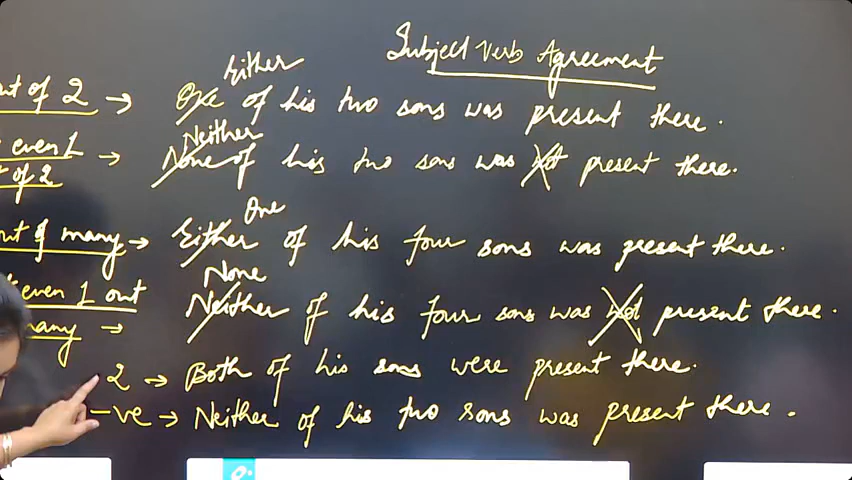 Subject Verb Agreement
Either
out of 2 → One of his two sons was present there.
Neither
even 1 → None of his two sons was not present there.
of 2
One
out of many → Either of his four sons was present there.
None
even 1 out Neither of his four sons was not present there.
many →
2 → Both of his sons were present there.
-ve → Neither of his two sons was present there.